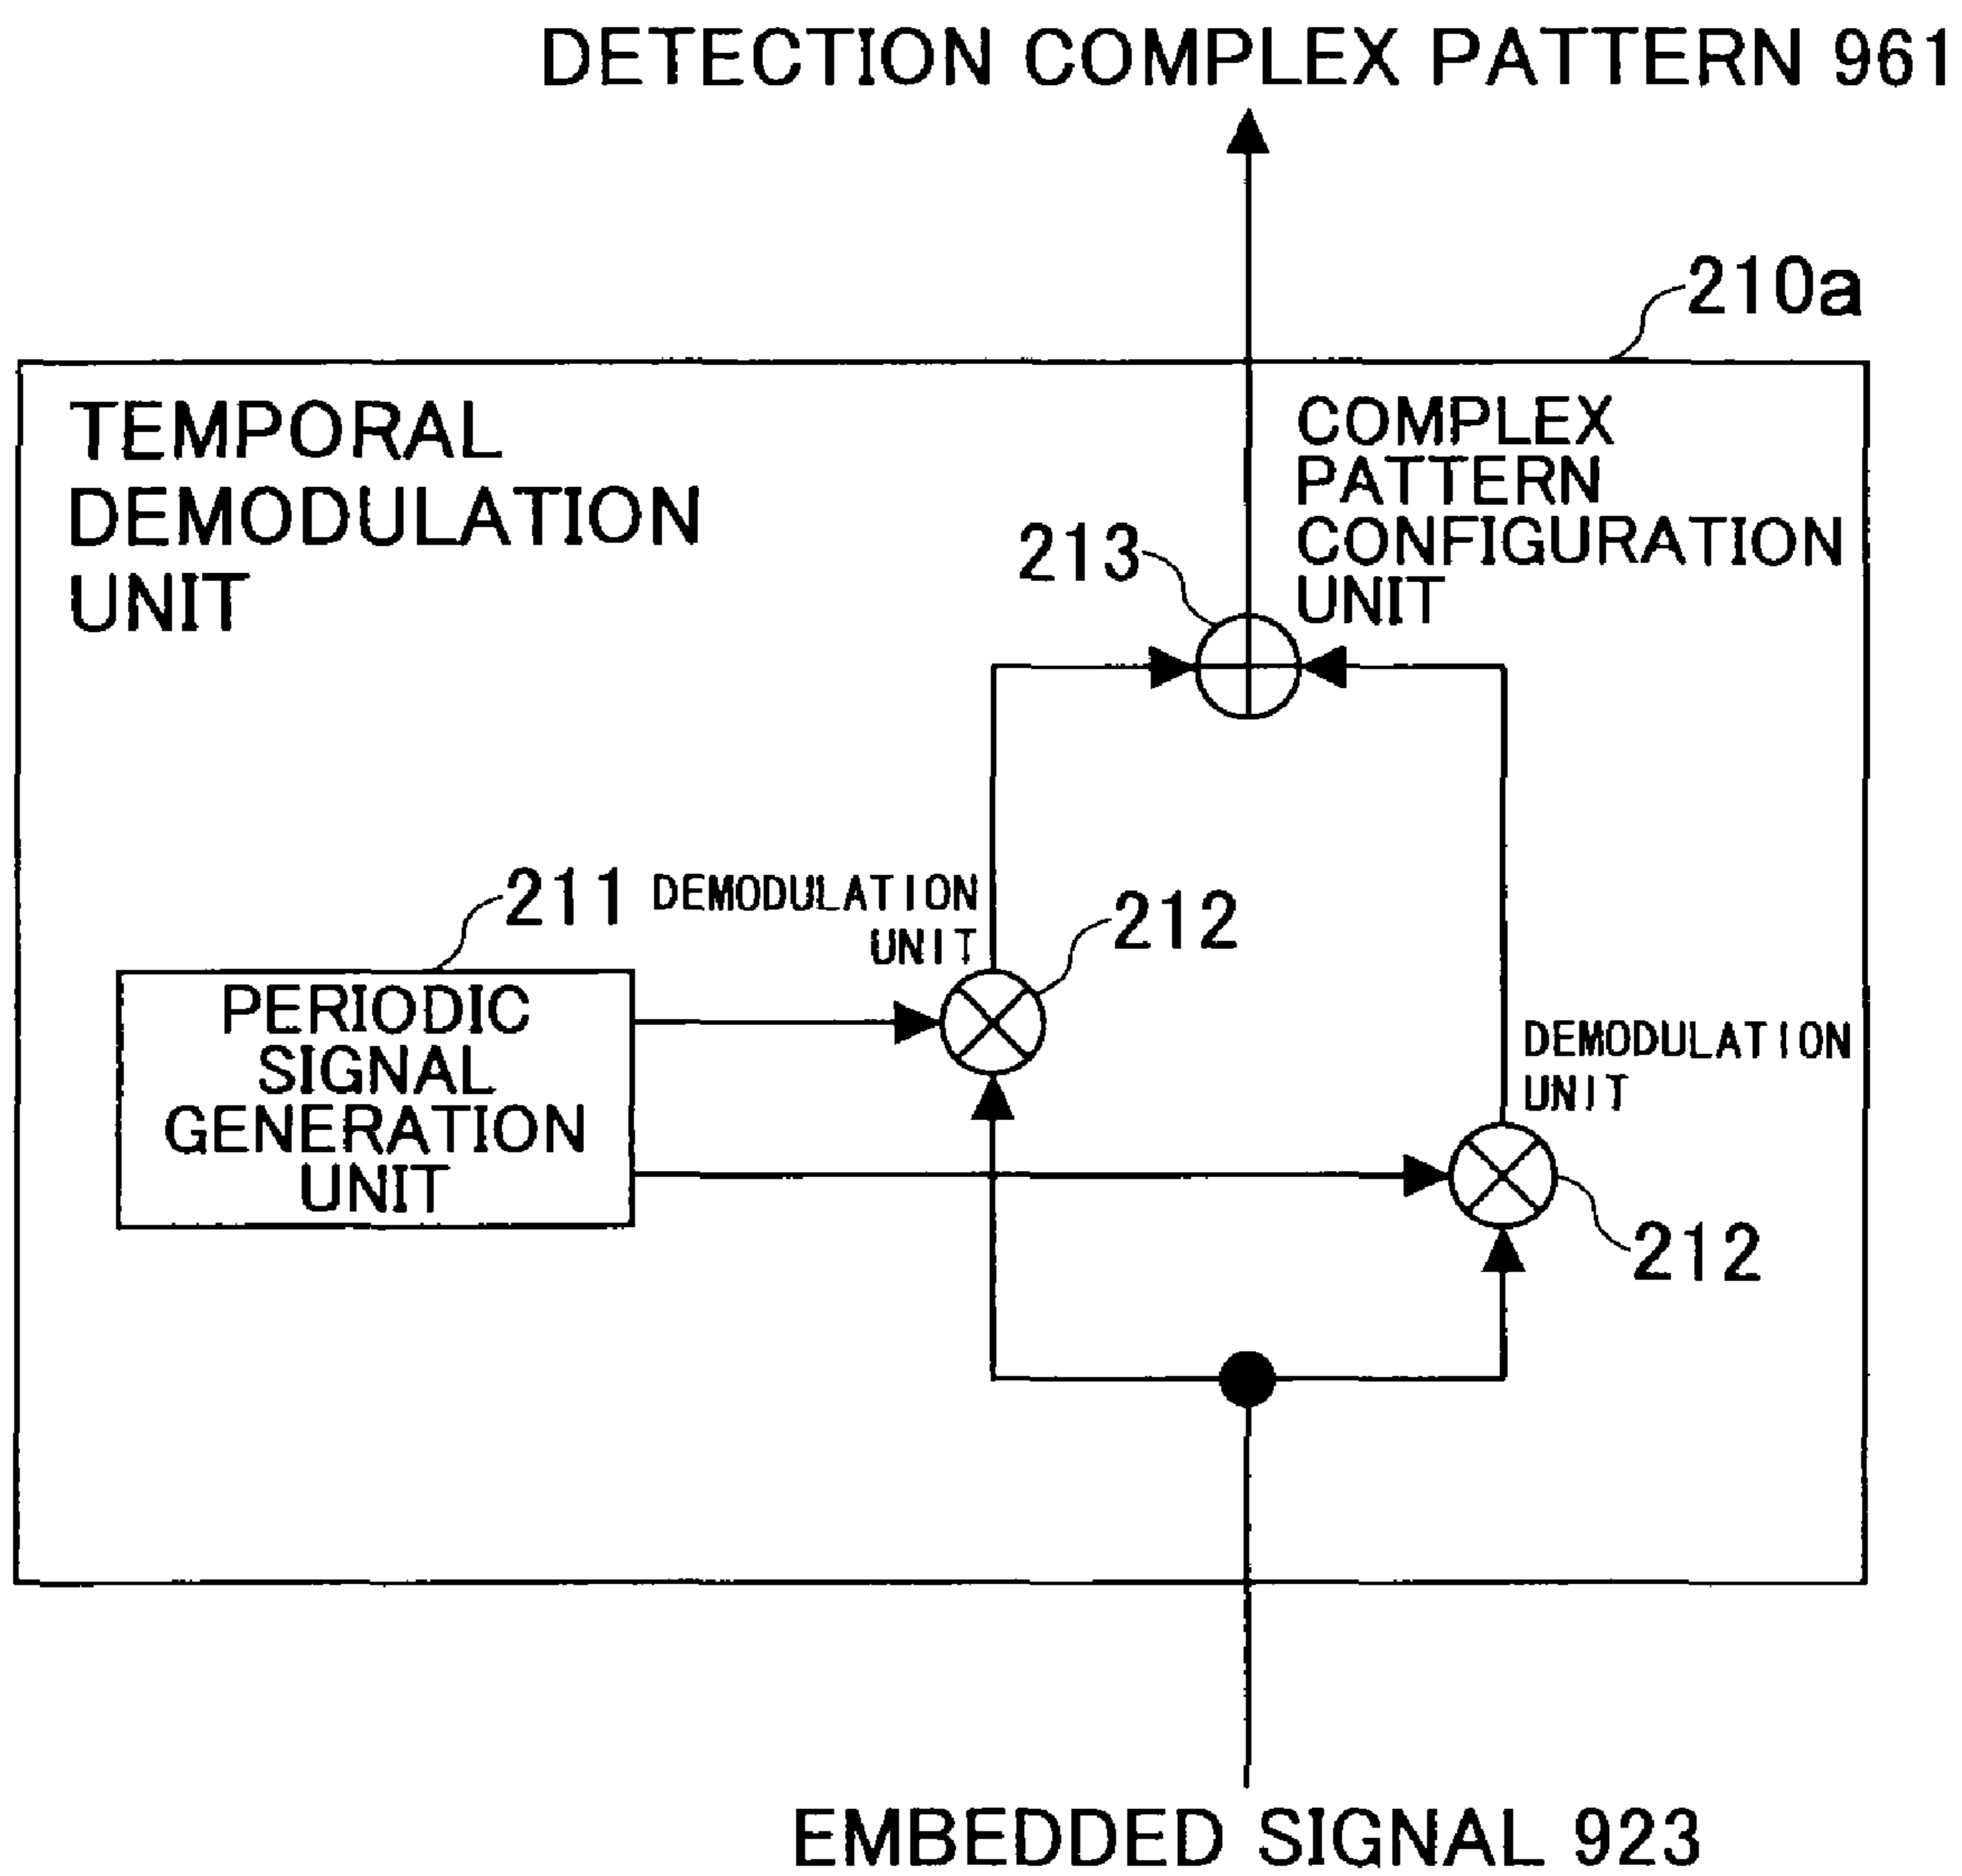 DETECTION COMPLEX PATTERN 961
210a
TEMPORAL
DEMODULATION
UNIT
COMPLEX
PATTERN
CONFIGURATION
UNIT
213
211
DEMODULATION
UNIT
212
PERIODIC
SIGNAL
GENERATION
UNIT
DEMODULATION
UNIT
212
EMBEDDED SIGNAL 923